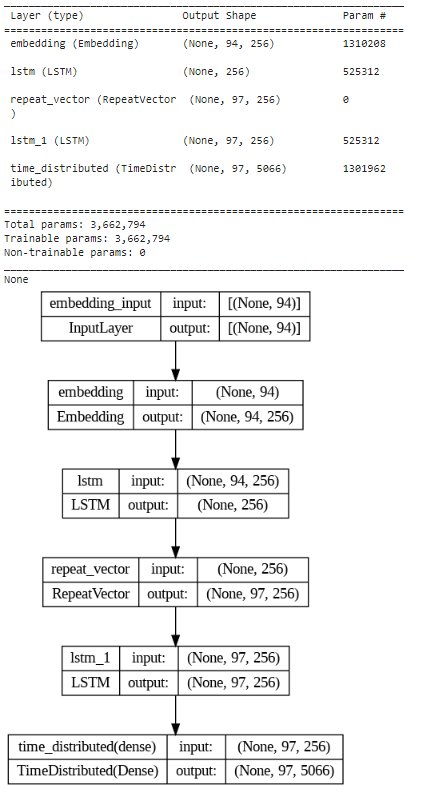 Layer (type) Output Shape Param #
embedding (Embedding) (None, 94, 256) 1310208
lstm (LSTM) (None, 256) 525312
repeat_vector (RepeatVector (None, 97, 256) 0
)
lstm_1 (LSTM) (None, 97, 256) 525312
time_distributed (TimeDistr (None, 97, 5066) 1301962
ibuted)
Total params: 3,662,794
Trainable params: 3,662,794
Non-trainable params: 0
None
embedding_input input: [(None, 94)]
InputLayer output: [(None, 94)]
embedding input: (None, 94)
Embedding output: (None, 94, 256)
lstm input: (None, 94, 256)
LSTM output: (None, 256)
repeat_vector input: (None, 256)
RepeatVector output: (None, 97, 256)
lstm_1 input: (None, 97, 256)
LSTM output: (None, 97, 256)
time_distributed(dense) input: (None, 97, 256)
TimeDistributed(Dense) output: (None, 97, 5066)